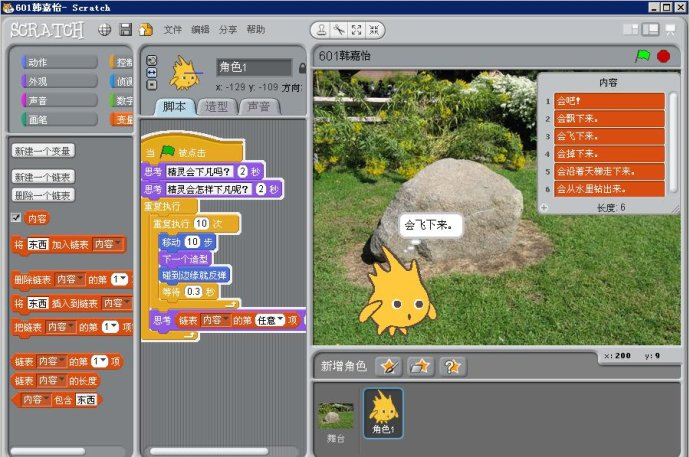 601韩嘉怡- Scratch
SCRATCH 文件 编辑 分享 帮助
动作 控制
外观 侦测
声音 数字
画笔 变量
新建一个变量
新建一个链表
删除一个链表
内容
将 东西 加入链表 内容
删除链表 内容 的第 1 项
将 东西 插入到链表 内容
把链表 内容 的第 1 项
链表 内容 的第 1 项
链表 内容 的长度
内容 包含 东西
角色1
x: -129 y: -109 方向:
脚本 造型 声音
当 被点击
思考 精灵会下凡吗? 2 秒
思考 精灵会怎样下凡呢? 2 秒
重复执行
重复执行 10 次
移动 10 步
下一个造型
碰到边缘就反弹
等待 0.3 秒
思考 链表 内容 的第 任意 项
601韩嘉怡
内容
1 会吧!
2 会飘下来。
3 会飞下来。
4 会掉下来。
5 会沿着天梯走下来。
6 会从水里钻出来。
长度: 6
会飞下来。
x: 200 y: 9
新增角色
舞台
角色1